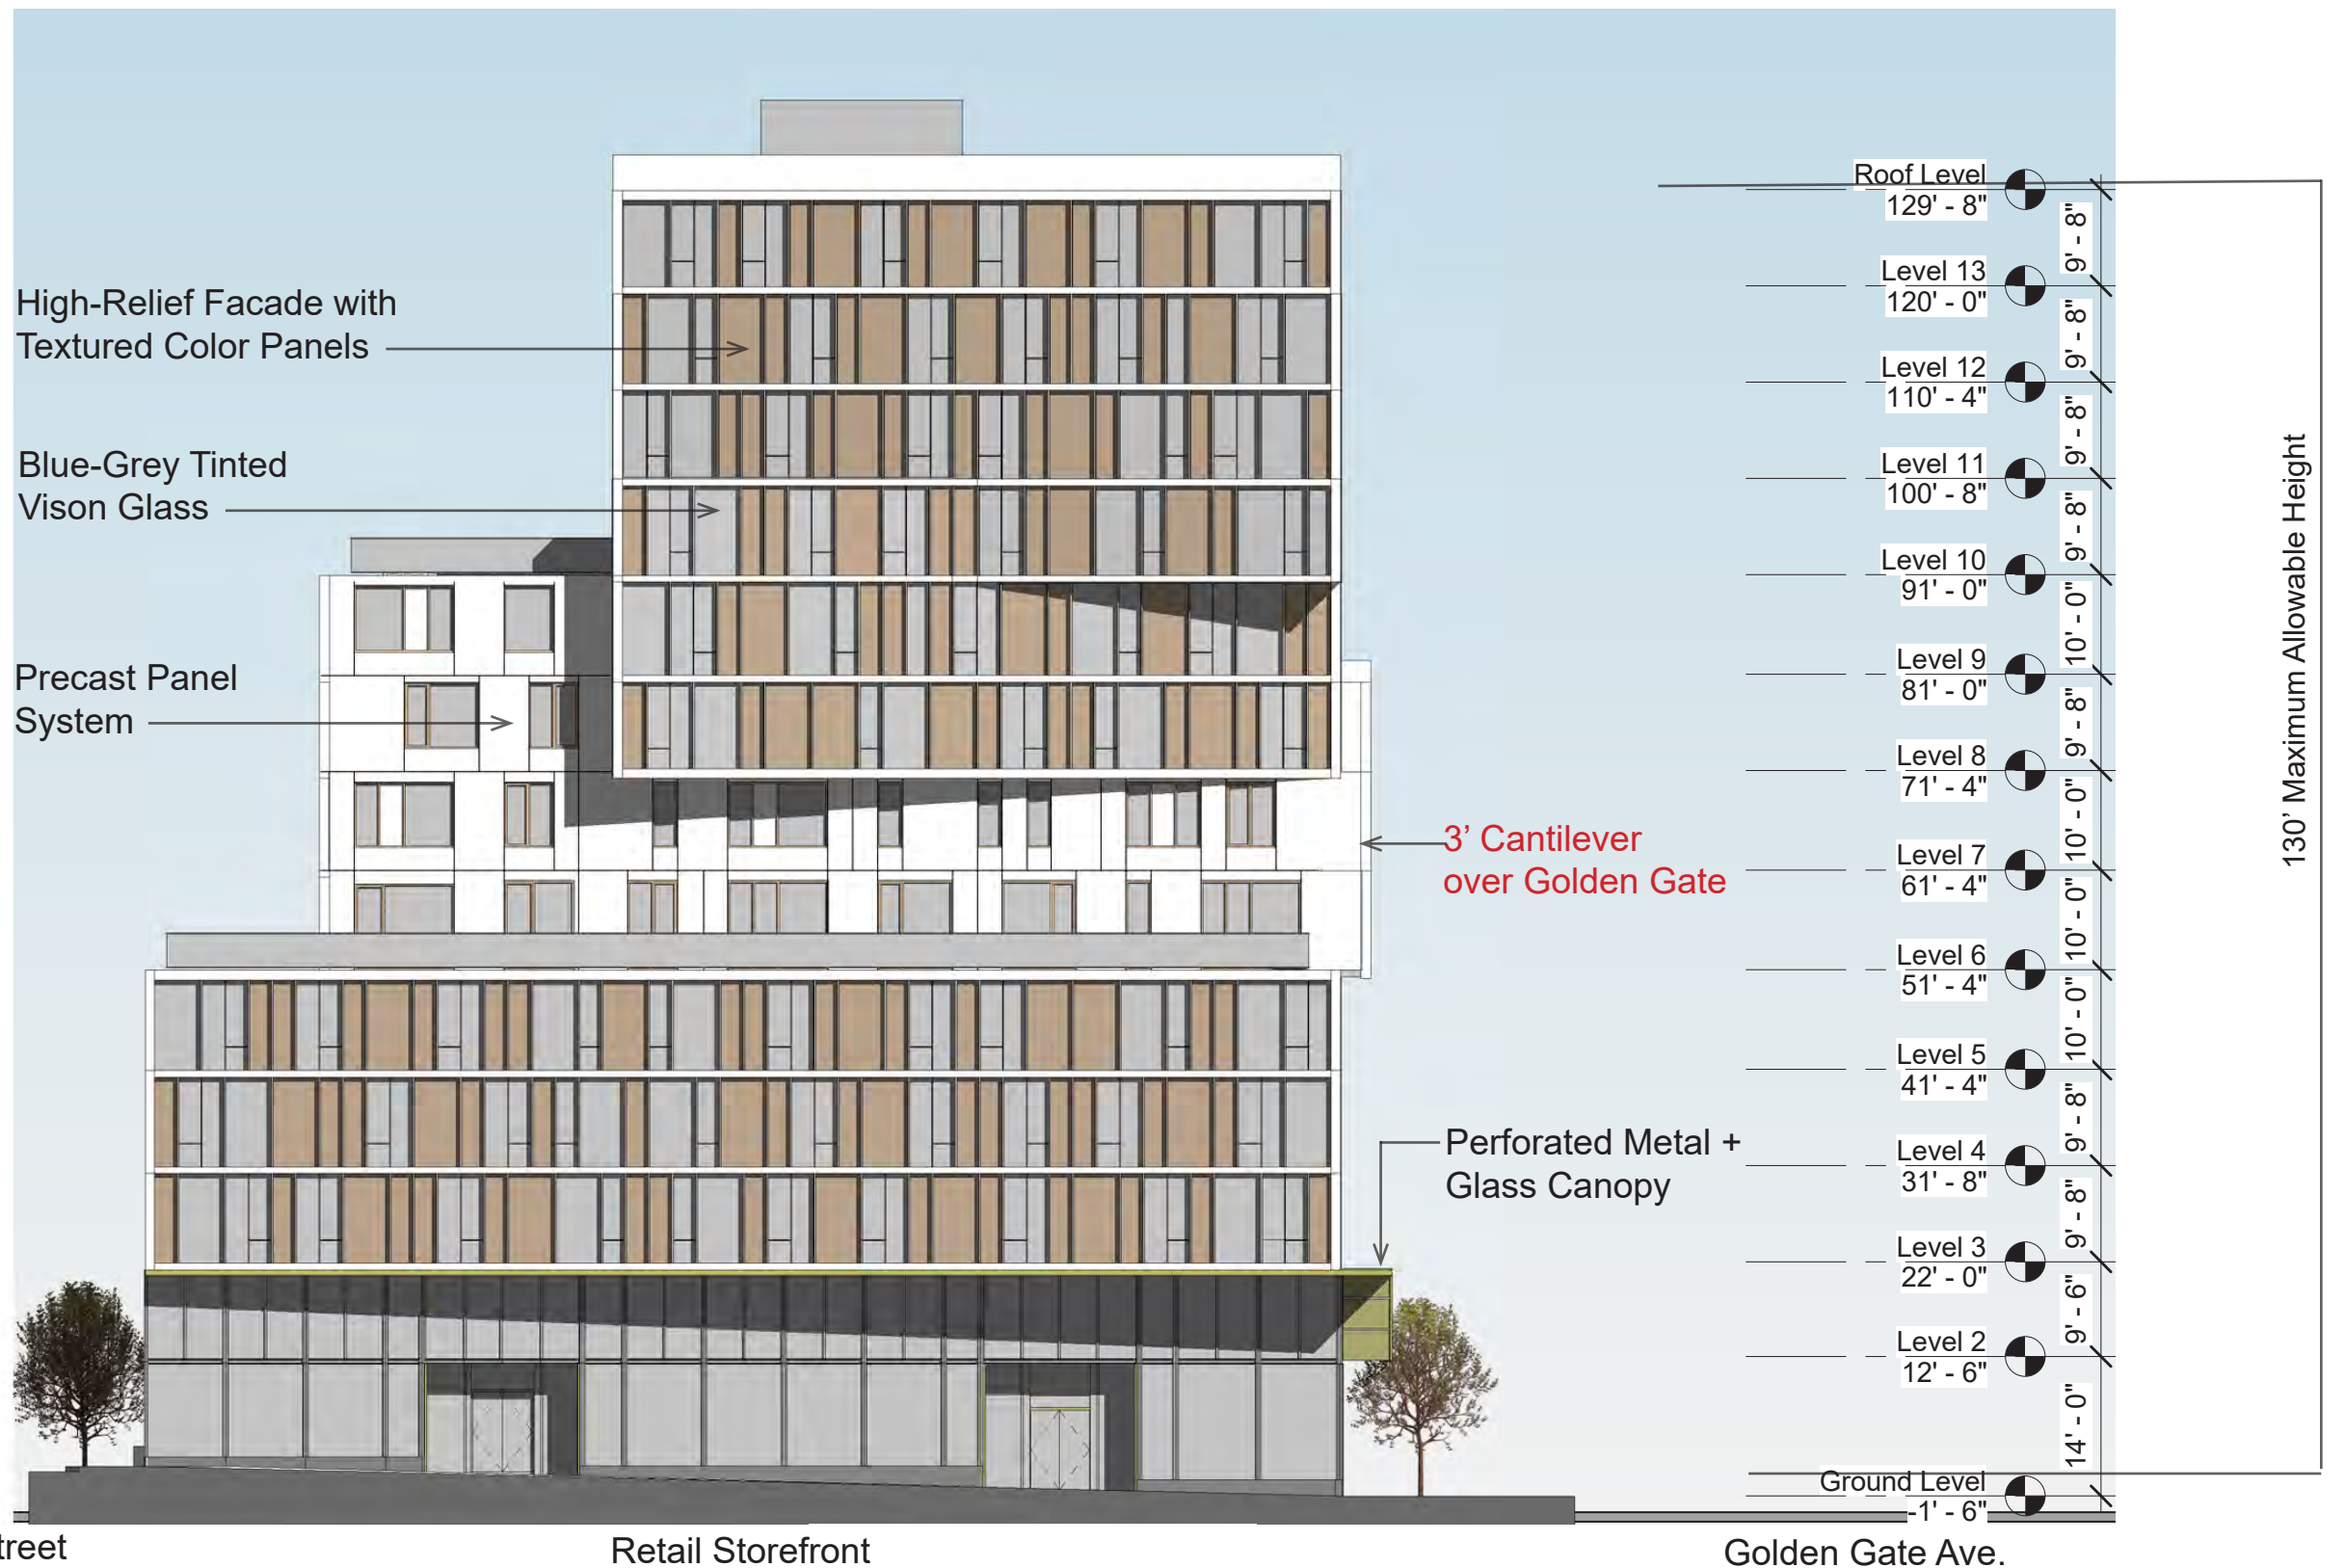 Roof Level
129' - 8"
9' - 8"
Level 13
120' - 0"
9' - 8"
Level 12
110' - 4"
9' - 8"
Level 11
100' - 8"
9' - 8"
Level 10
91' - 0"
10' - 0"
Level 9
81' - 0"
9' - 8"
Level 8
71' - 4"
10' - 0"
Level 7
61' - 4"
10' - 0"
Level 6
51' - 4"
10' - 0"
Level 5
41' - 4"
9' - 8"
Level 4
31' - 8"
9' - 8"
Level 3
22' - 0"
9' - 6"
Level 2
12' - 6"
14' - 0"
Ground Level
-1' - 6"
130’ Maximum Allowable Height
High-Relief Facade with
Textured Color Panels
Blue-Grey Tinted
Vison Glass
Precast Panel
System
3’ Cantilever
over Golden Gate
Perforated Metal +
Glass Canopy
treet
Retail Storefront
Golden Gate Ave.